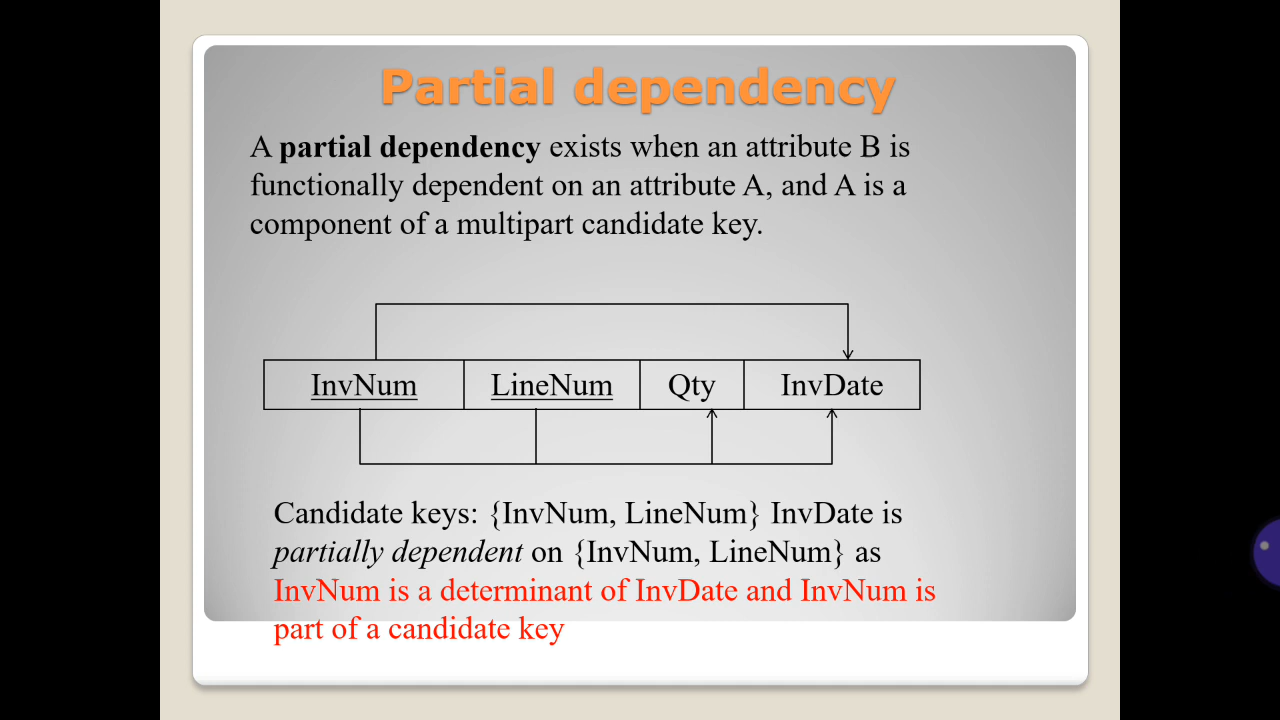 Partial dependency
A partial dependency exists when an attribute B is
functionally dependent on an attribute A, and A is a
component of a multipart candidate key.
InvNum LineNum Qty InvDate
Candidate keys: {InvNum, LineNum} InvDate is
partially dependent on {InvNum, LineNum} as
InvNum is a determinant of InvDate and InvNum is
part of a candidate key